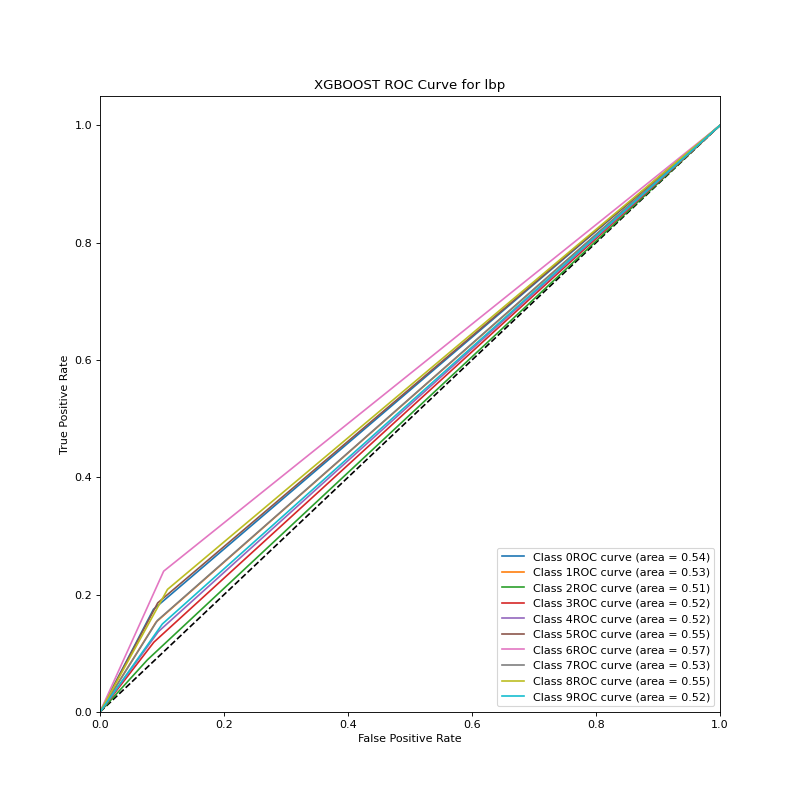 XGBOOST ROC Curve for lbp
1.0
0.8
0.6
0.4
0.2
0.0
True Positive Rate
0.0 0.2 0.4 0.6 0.8 1.0
False Positive Rate
Class 0ROC curve (area = 0.54)
Class 1ROC curve (area = 0.53)
Class 2ROC curve (area = 0.51)
Class 3ROC curve (area = 0.52)
Class 4ROC curve (area = 0.52)
Class 5ROC curve (area = 0.55)
Class 6ROC curve (area = 0.57)
Class 7ROC curve (area = 0.53)
Class 8ROC curve (area = 0.55)
Class 9ROC curve (area = 0.52)